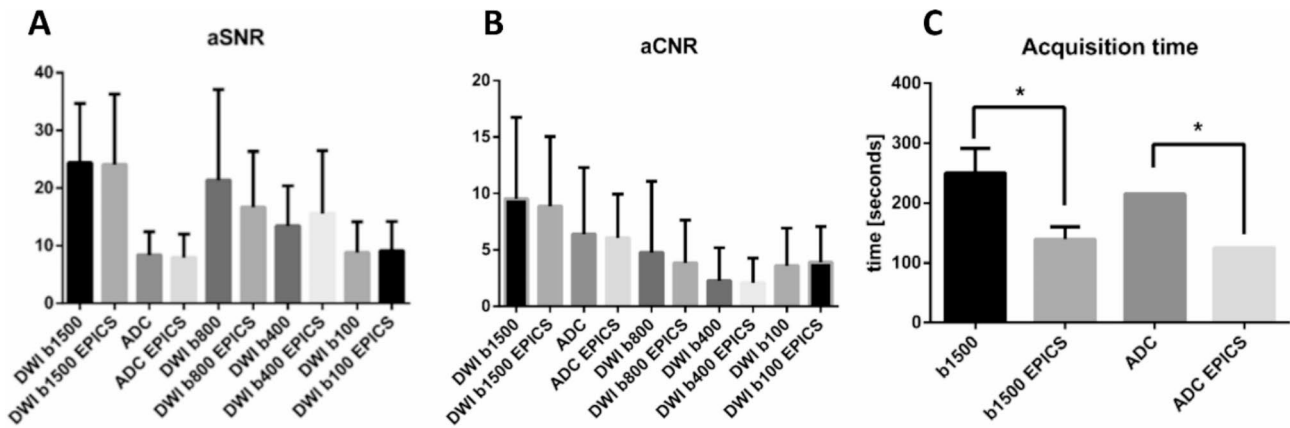 A
aSNR
40
30
20
10
0
DWI b1500
DWI b1500 EPICS
ADC
ADC EPICS
DWI b800
DWI b800 EPICS
DWI b400
DWI b400 EPICS
DWI b100
DWI b100 EPICS
B
aCNR
20
15
10
5
0
DWI b1500
DWI b1500 EPICS
ADC
ADC EPICS
DWI b800
DWI b800 EPICS
DWI b400
DWI b400 EPICS
DWI b100
DWI b100 EPICS
C
Acquisition time
time [seconds]
400
300
200
100
0
*
*
b1500
b1500 EPICS
ADC
ADC EPICS